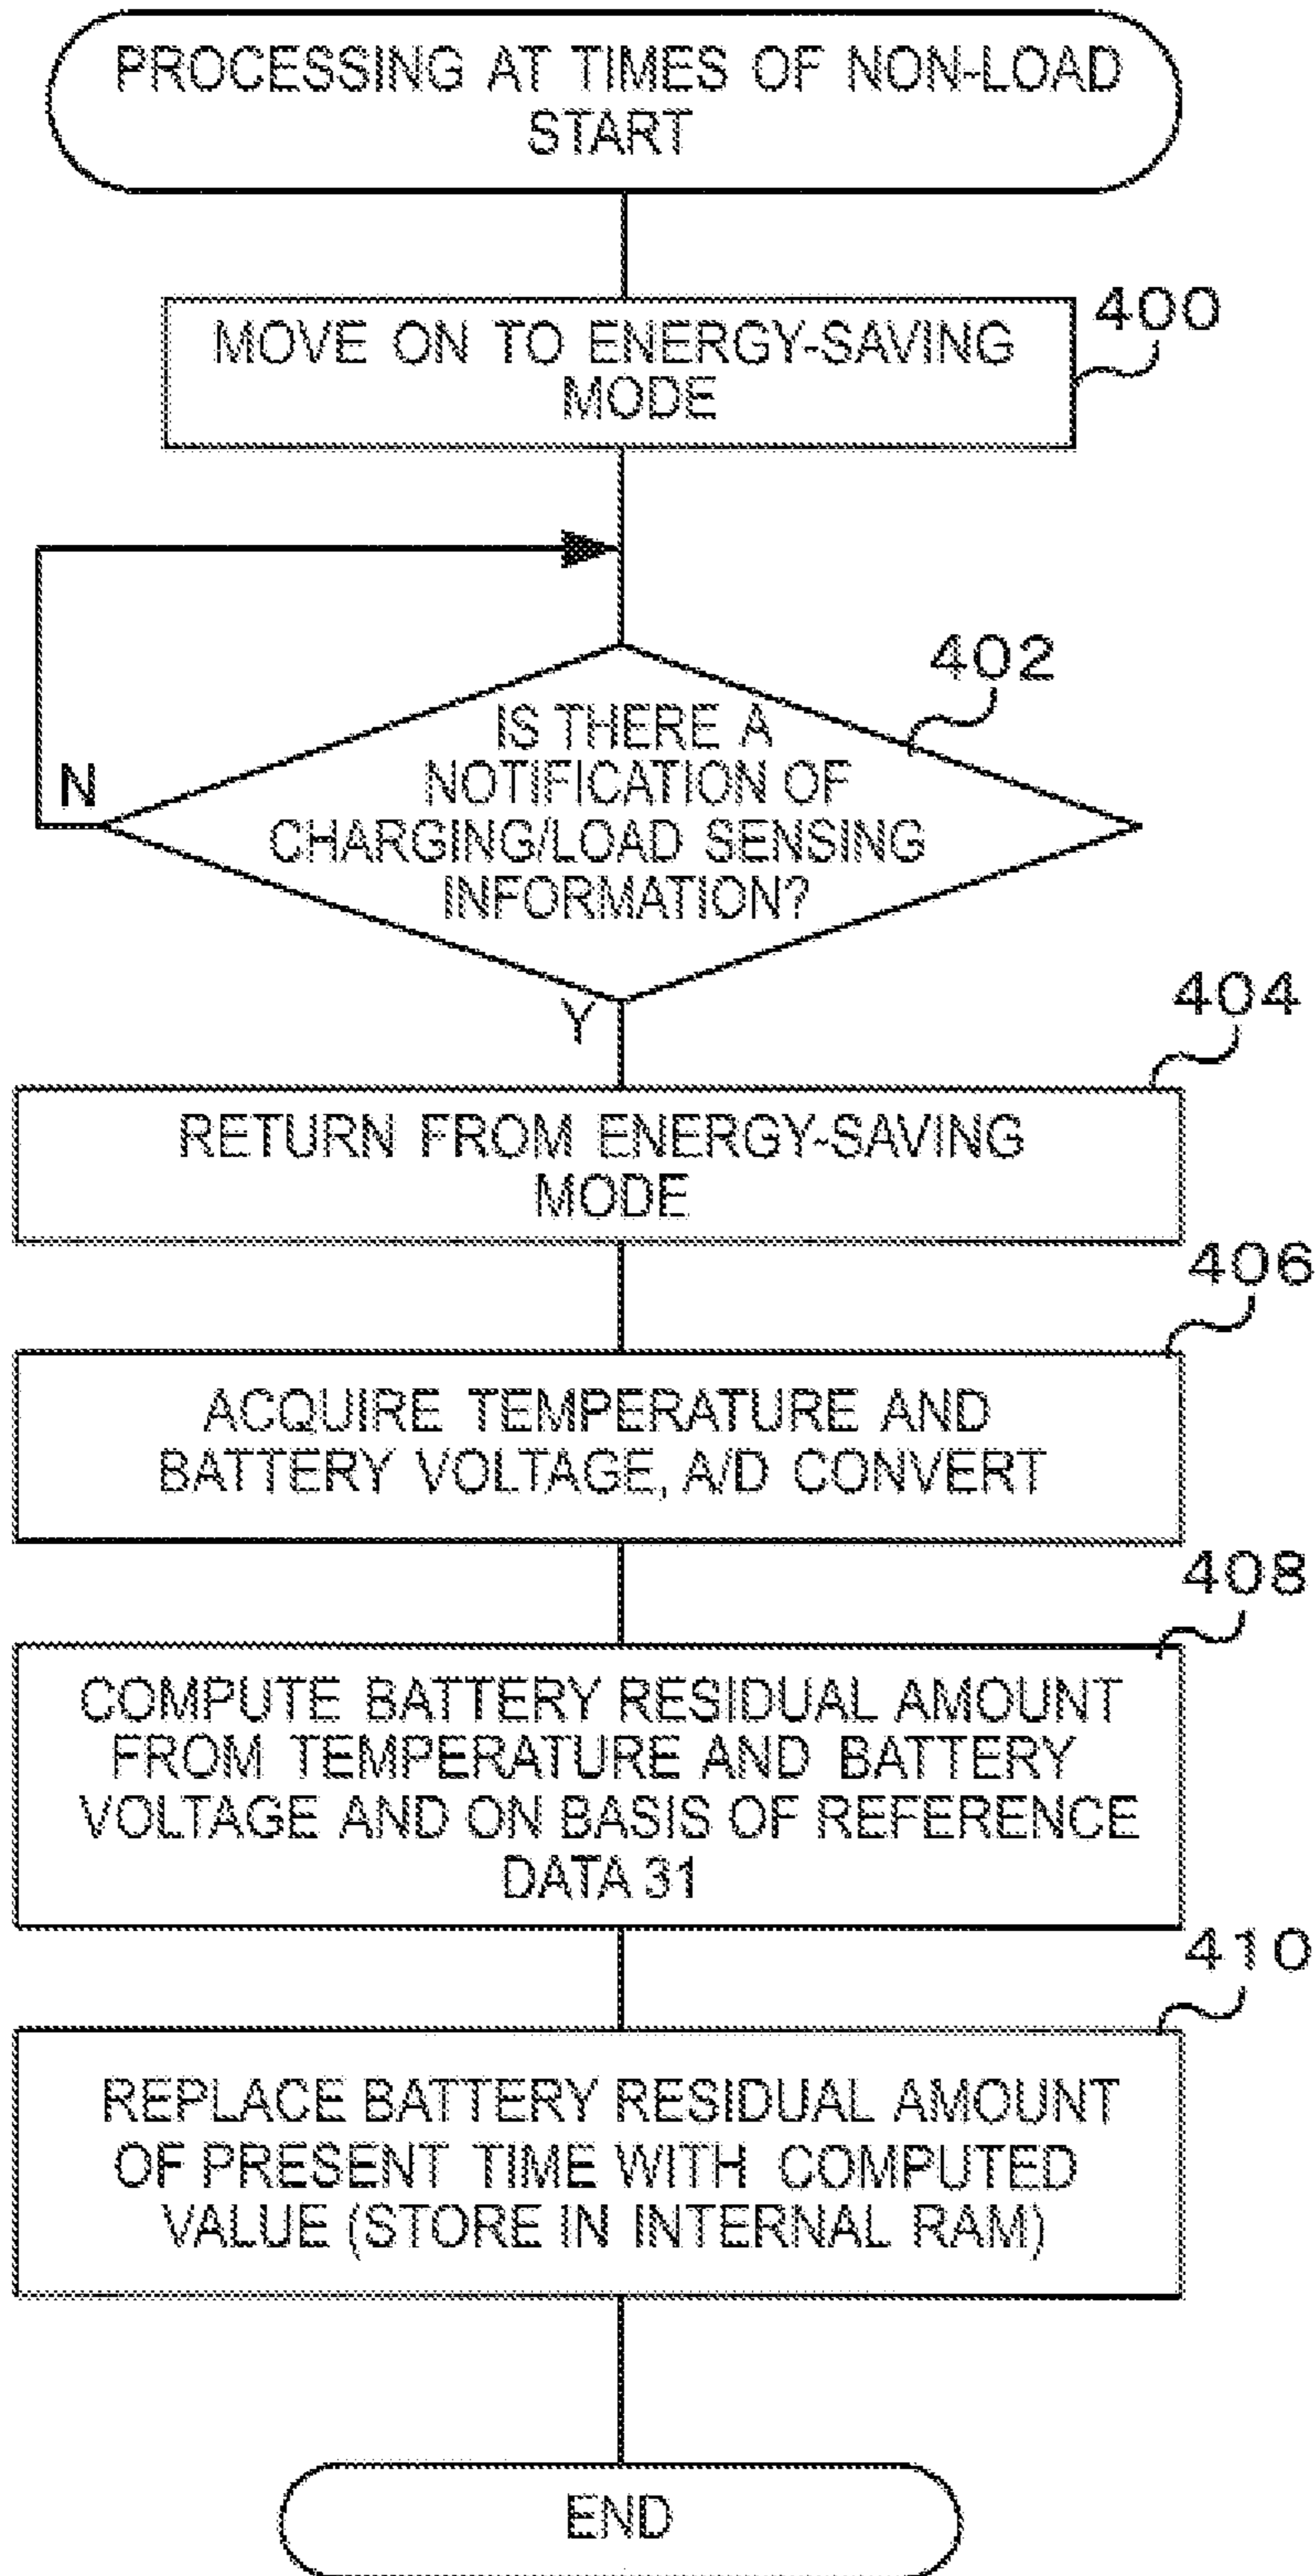 PROCESSING AT TIMES OF NON-LOAD
START
400
MOVE ON TO ENERGY-SAVING
MODE
402
IS THERE A
NOTIFICATION OF
CHARGING/LOAD SENSING
INFORMATION?
N
Y
404
RETURN FROM ENERGY-SAVING
MODE
406
ACQUIRE TEMPERATURE AND
BATTERY VOLTAGE, A/D CONVERT
408
COMPUTE BATTERY RESIDUAL AMOUNT
FROM TEMPERATURE AND BATTERY
VOLTAGE AND ON BASIS OF REFERENCE
DATA 31
410
REPLACE BATTERY RESIDUAL AMOUNT
OF PRESENT TIME WITH COMPUTED
VALUE (STORE IN INTERNAL RAM)
END